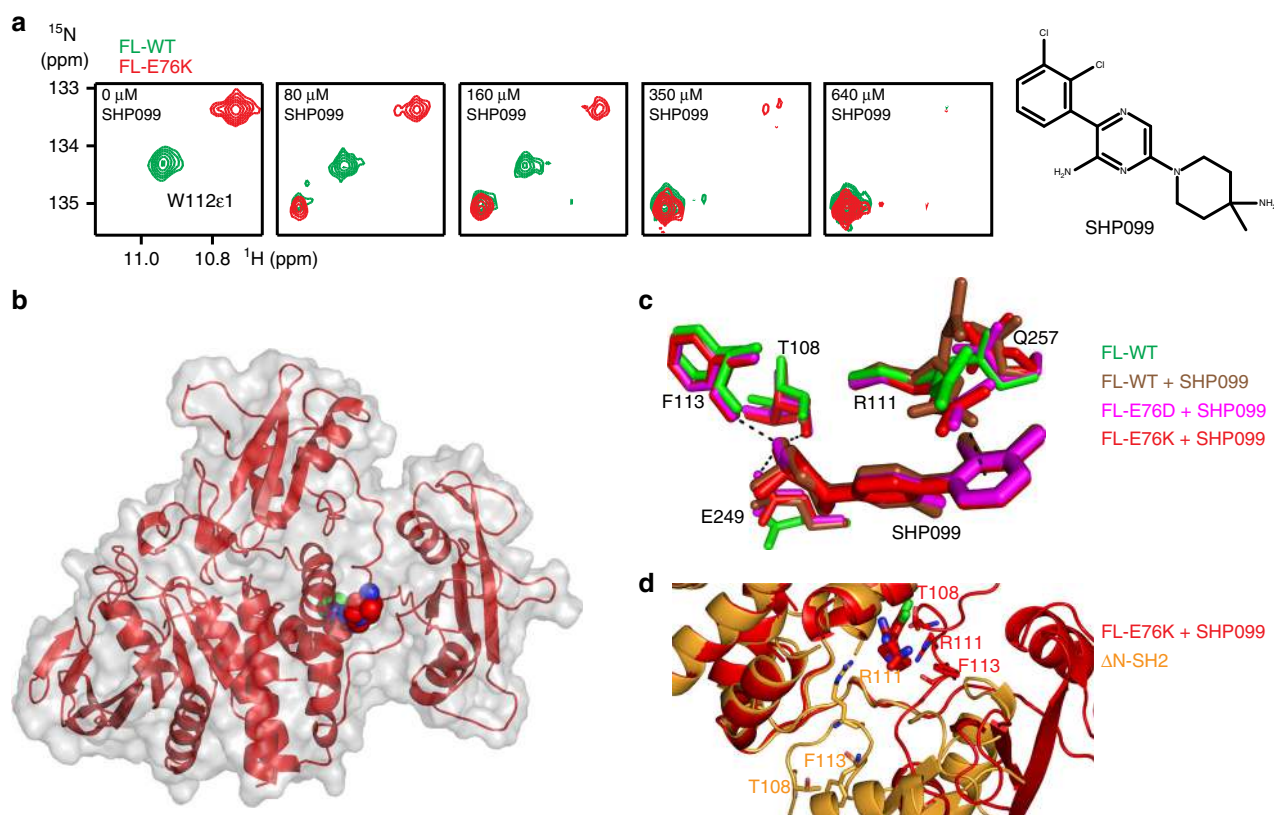 a
15N
(ppm)
FL-WT
FL-E76K
133
134
135
0 μM
SHP099
W112ε1
80 μM
SHP099
160 μM
SHP099
350 μM
SHP099
640 μM
SHP099
11.0
10.8
1H (ppm)
Cl
Cl
N
N
H2N
N
NH2
SHP099
b
c
F113
T108
R111
Q257
E249
SHP099
FL-WT
FL-WT + SHP099
FL-E76D + SHP099
FL-E76K + SHP099
d
T108
R111
F113
R111
F113
T108
FL-E76K + SHP099
ΔN-SH2